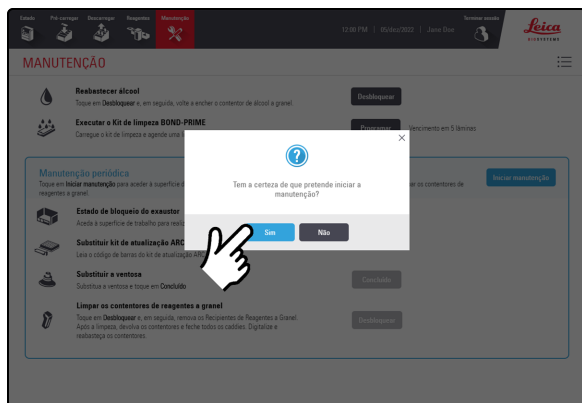 Estado Pré-carregar Descarregar Reagentes Manutenção
12:00 PM | 05/dez/2022 | Jane Doe
Terminar sessão
Leica
BIOSYSTEMS
MANUTENÇÃO
Reabastecer álcool
Toque em Desbloquear e, em seguida, volte a encher o contentor de álcool a granel.
Desbloquear
Executar o Kit de limpeza BOND-PRIME
Carregue o kit de limpeza e agende uma
Programar
Vencimento em 5 lâminas
Tem a certeza de que pretende iniciar a
manutenção?
Sim
Não
Manutenção periódica
Toque em Iniciar manutenção para aceder à superfície d
ar os contentores de
reagentes a granel.
Iniciar manutenção
Estado de bloqueio do exaustor
Aceda à superfície de trabalho para reali
Substituir kit de atualização ARC
Leia o código de barras do kit de atualização ARC
Substituir a ventosa
Substitua a ventosa e toque em Concluído
Concluído
Limpar os contentores de reagentes a granel
Toque em Desbloquear e, em seguida, remova os Recipientes de Reagentes a Granel.
Após a limpeza, devolva os contentores e feche todos os caddies. Digitalize e
reabasteça os contentores.
Desbloquear